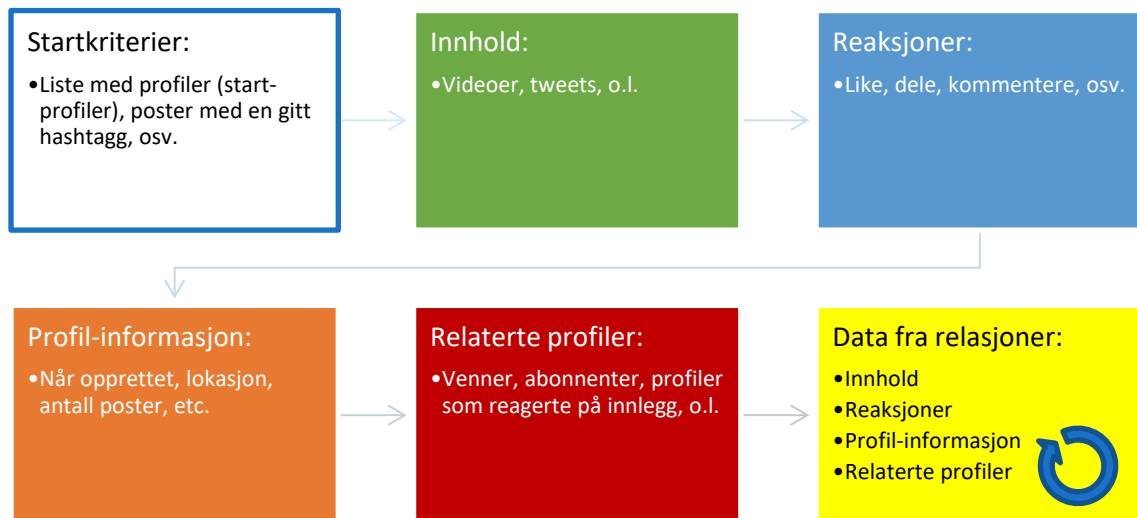 Startkriterier:
•Liste med profiler (start-
profiler), poster med en gitt
hashtagg, osv.
Innhold:
•Videoer, tweets, o.l.
Reaksjoner:
•Like, dele, kommentere, osv.
Profil-informasjon:
•Når opprettet, lokasjon,
antall poster, etc.
Relaterte profiler:
•Venner, abonnenter, profiler
som reagerte på innlegg, o.l.
Data fra relasjoner:
•Innhold
•Reaksjoner
•Profil-informasjon
•Relaterte profiler